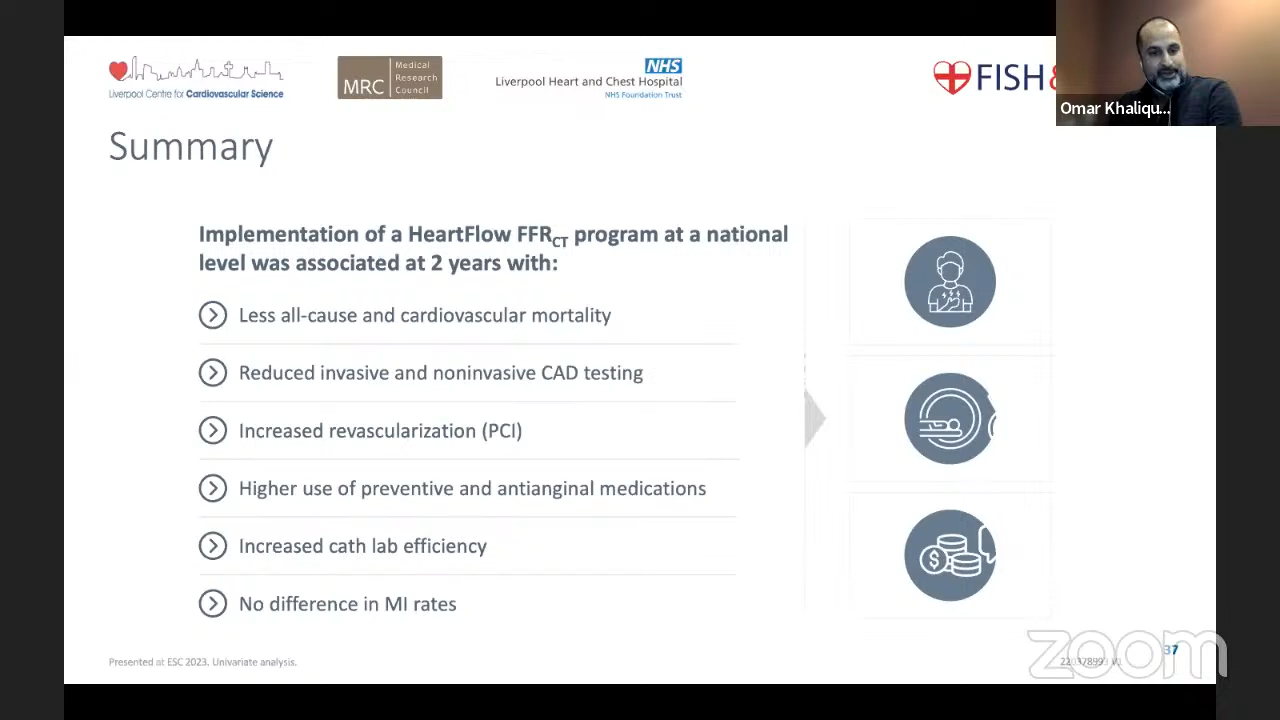 Liverpool Centre for Cardiovascular Science
MRC
Medical
Research
Council
NHS
Liverpool Heart and Chest Hospital
NHS Foundation Trust
FISH&
Omar Khaliqu...
Summary
Implementation of a HeartFlow FFRCT program at a national
level was associated at 2 years with:
Less all-cause and cardiovascular mortality
Reduced invasive and noninvasive CAD testing
Increased revascularization (PCI)
Higher use of preventive and antianginal medications
Increased cath lab efficiency
No difference in MI rates
$
Presented at ESC 2023. Univariate analysis.
37
zoom